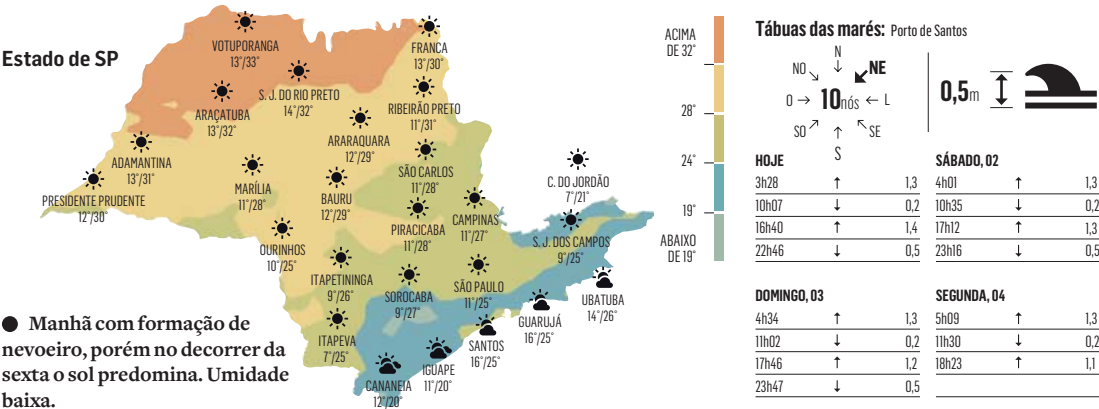 Estado de SP
VOTUPORANGA
13°/33°
FRANCA
13°/30°
S. J. DO RIO PRETO
14°/32°
ARAÇATUBA
13°/32°
RIBEIRÃO PRETO
11°/31°
ARARAQUARA
12°/29°
ADAMANTINA
13°/31°
PRESIDENTE PRUDENTE
12°/30°
MARÍLIA
11°/28°
BAURU
12°/29°
SÃO CARLOS
11°/28°
C. DO JORDÃO
7°/21°
CAMPINAS
11°/27°
PIRACICABA
11°/28°
S. J. DOS CAMPOS
9°/25°
OURINHOS
10°/25°
ITAPETININGA
9°/26°
SOROCABA
9°/27°
SÃO PAULO
11°/25°
UBATUBA
14°/26°
GUARUJÁ
16°/25°
SANTOS
16°/25°
ITAPEVA
7°/25°
IGUAPE
11°/20°
CANANEIA
12°/20°
● Manhã com formação de
nevoeiro, porém no decorrer da
sexta o sol predomina. Umidade
baixa.
ACIMA
DE 32°
28°
24°
19°
ABAIXO
DE 19°
Tábuas das marés: Porto de Santos
N
NO ↘ ↓ ↙ NE
O → 10nós ← L
SO ↗ ↑ ↖ SE
S
0,5m
HOJE
3h28 ↑ 1,3
10h07 ↓ 0,2
16h40 ↑ 1,4
22h46 ↓ 0,5
SÁBADO, 02
4h01 ↑ 1,3
10h35 ↓ 0,2
17h12 ↑ 1,3
23h16 ↓ 0,5
DOMINGO, 03
4h34 ↑ 1,3
11h02 ↓ 0,2
17h46 ↑ 1,2
23h47 ↓ 0,5
SEGUNDA, 04
5h09 ↑ 1,3
11h30 ↓ 0,2
18h23 ↑ 1,1